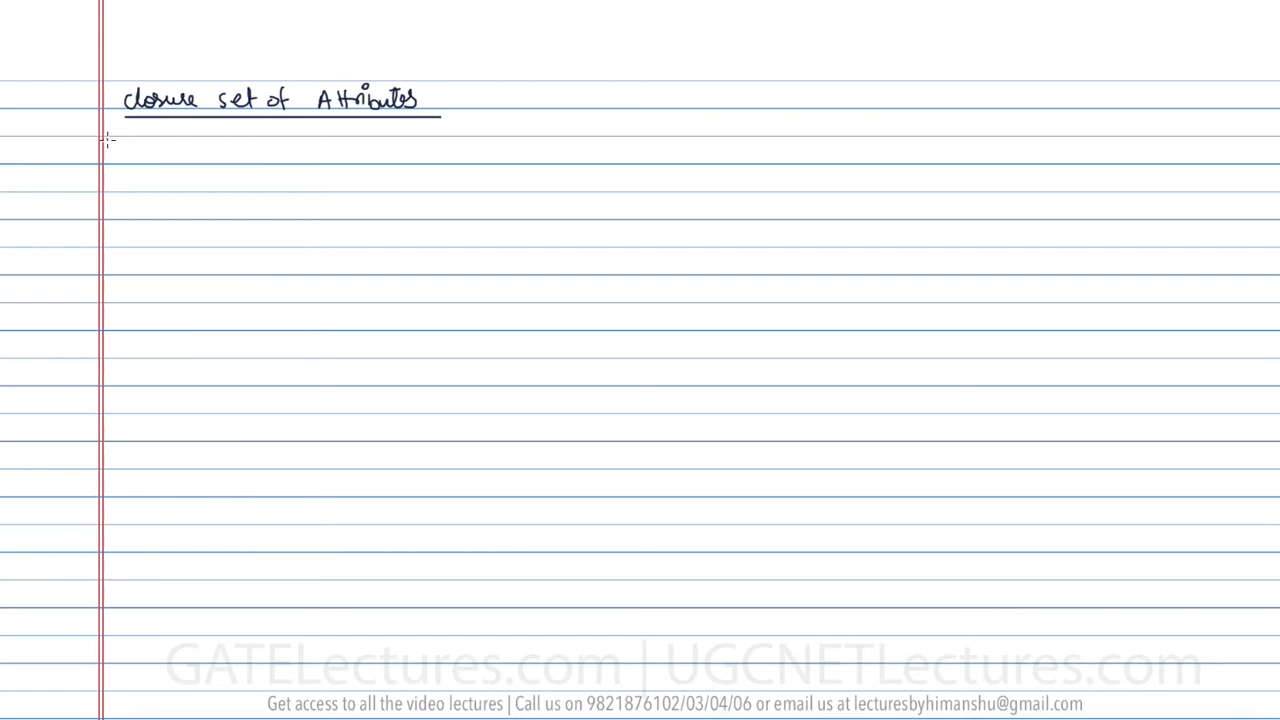 closure set of Attributes
GATELectures.com | UGCNETLectures.com
Get access to all the video lectures | Call us on 9821876102/03/04/06 or email us at lecturesbyhimanshu@gmail.com